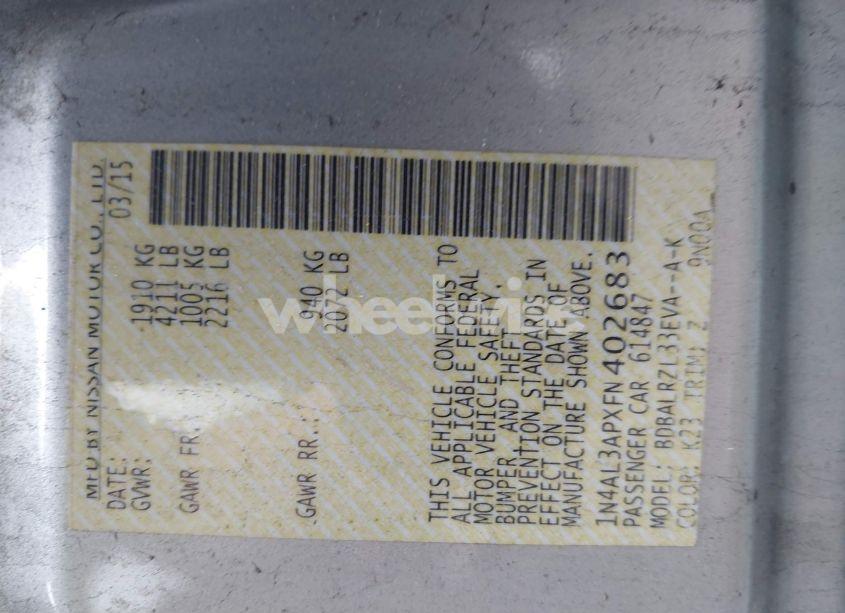 MFD BY NISSAN MOTOR CO., LTD.
DATE: 03/15
GVWR: 1910 KG
4211 LB
GAWR FR.: 1005 KG
2216 LB
GAWR RR.: 940 KG
2072 LB
THIS VEHICLE CONFORMS TO
ALL APPLICABLE FEDERAL
MOTOR VEHICLE SAFETY,
BUMPER, AND THEFT
PREVENTION STANDARDS IN
EFFECT ON THE DATE OF
MANUFACTURE SHOWN ABOVE.
1N4AL3APXFN402683
PASSENGER CAR 614847
MODEL: BDBALRZL33EVA--A-K
COLOR: K23 TRIM: Z 9N00A